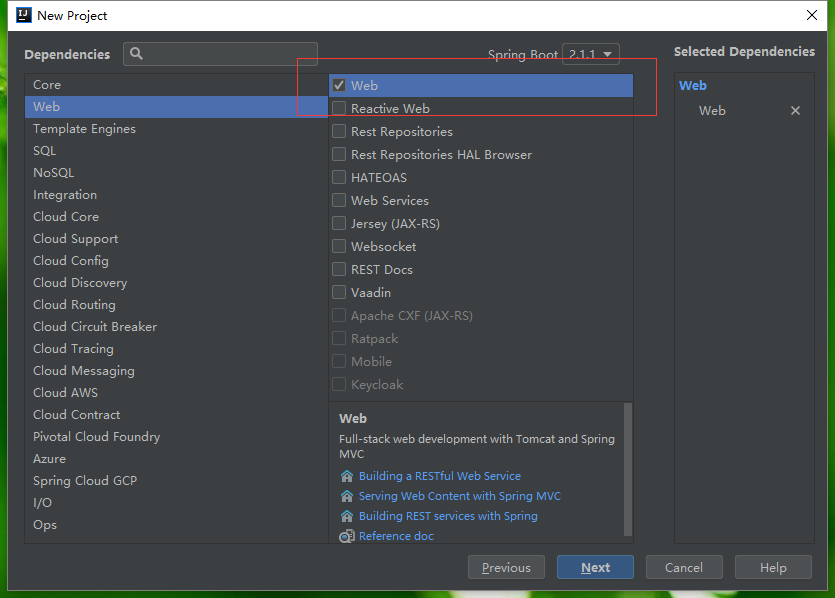 New Project
Dependencies
Spring Boot 2.1.1
Selected Dependencies
Core
Web
Template Engines
SQL
NoSQL
Integration
Cloud Core
Cloud Support
Cloud Config
Cloud Discovery
Cloud Routing
Cloud Circuit Breaker
Cloud Tracing
Cloud Messaging
Cloud AWS
Cloud Contract
Pivotal Cloud Foundry
Azure
Spring Cloud GCP
I/O
Ops
Web
Reactive Web
Rest Repositories
Rest Repositories HAL Browser
HATEOAS
Web Services
Jersey (JAX-RS)
Websocket
REST Docs
Vaadin
Apache CXF (JAX-RS)
Ratpack
Mobile
Keycloak
Web
Full-stack web development with Tomcat and Spring
MVC
Building a RESTful Web Service
Serving Web Content with Spring MVC
Building REST services with Spring
Reference doc
Web
Web
Previous
Next
Cancel
Help